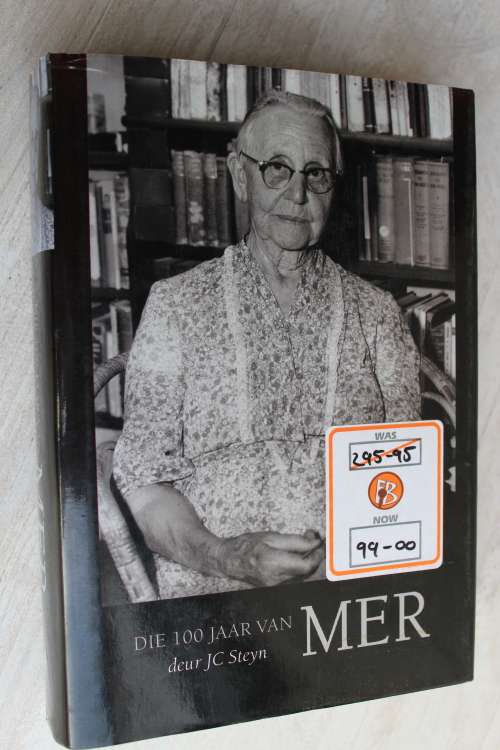 WAS
295-95
FB
NOW
99-00
DIE 100 JAAR VAN MER
deur JC Steyn